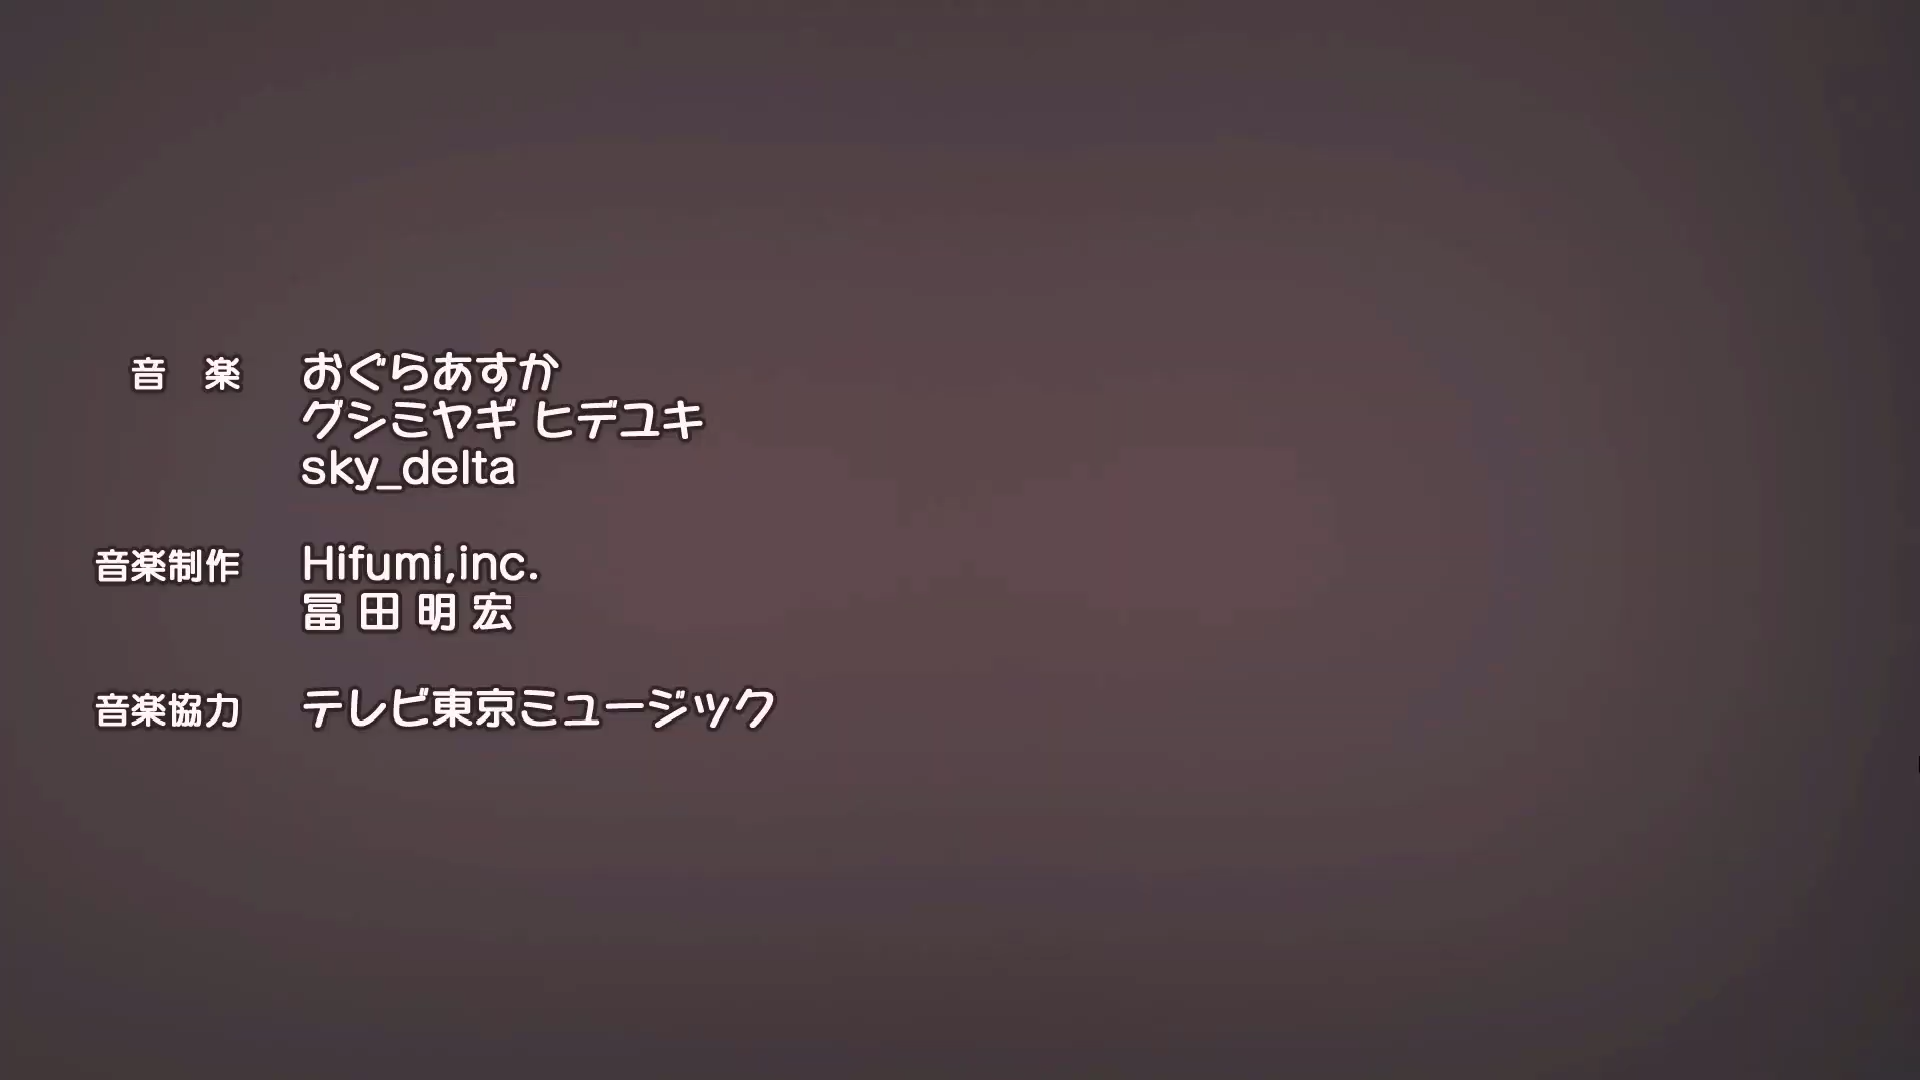 音　楽　おぐらあすか
グシミヤギ ヒデユキ
sky_delta
音楽制作　Hifumi,inc.
冨 田 明 宏
音楽協力　テレビ東京ミュージック